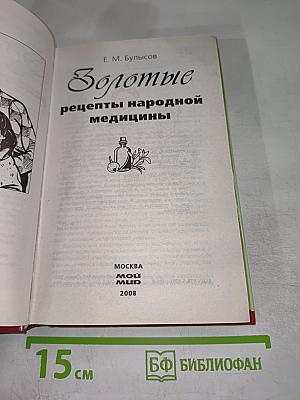 Е. М. Булысов
Золотые
рецепты народной
медицины
МОСКВА
МОЙ
МИР
2008
15 см
БФ БИБЛИОФАН